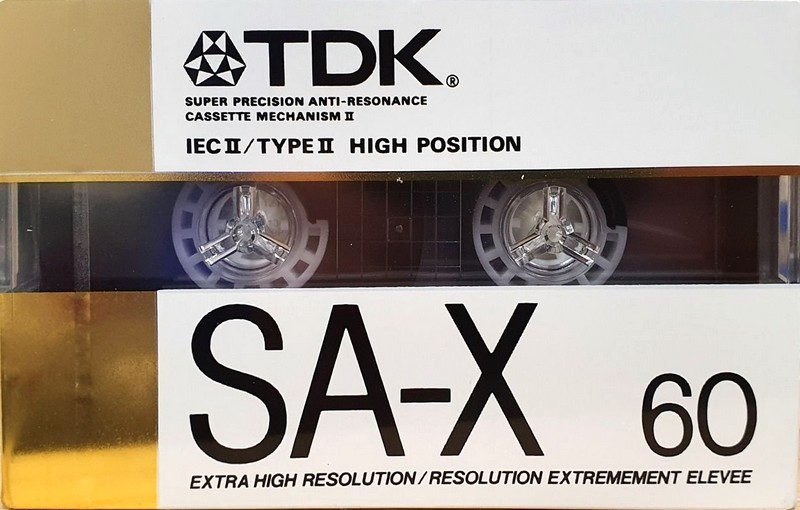 TDK®
SUPER PRECISION ANTI-RESONANCE
CASSETTE MECHANISM II
IEC II/TYPE II HIGH POSITION
SA-X 60
EXTRA HIGH RESOLUTION/RESOLUTION EXTREMEMENT ELEVEE